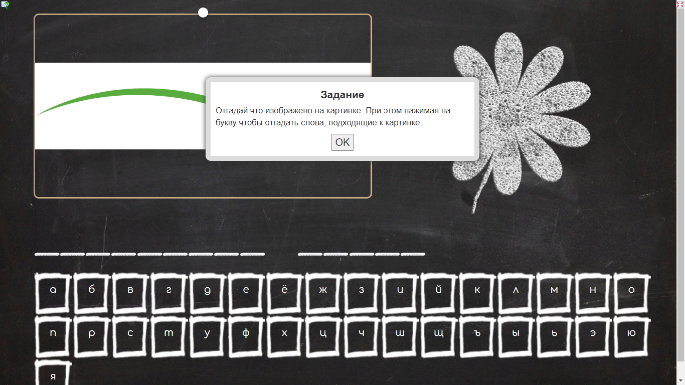 Задание
Отгадай что изображено на картинке. При этом нажимая на
букву чтобы отгадать слова, подходящие к картинке.
OK
а б в г д е ё ж з и й к л м н о
п р с т у ф х ц ч ш щ ъ ы ь э ю
я